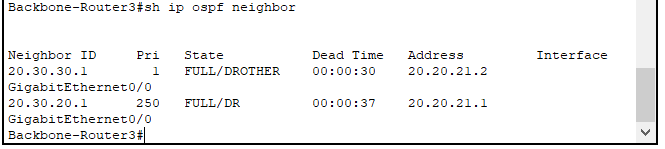 Backbone-Router3#sh ip ospf neighbor
Neighbor ID Pri State Dead Time Address Interface
20.30.30.1 1 FULL/DROTHER 00:00:30 20.20.21.2
GigabitEthernet0/0
20.30.20.1 250 FULL/DR 00:00:37 20.20.21.1
GigabitEthernet0/0
Backbone-Router3#